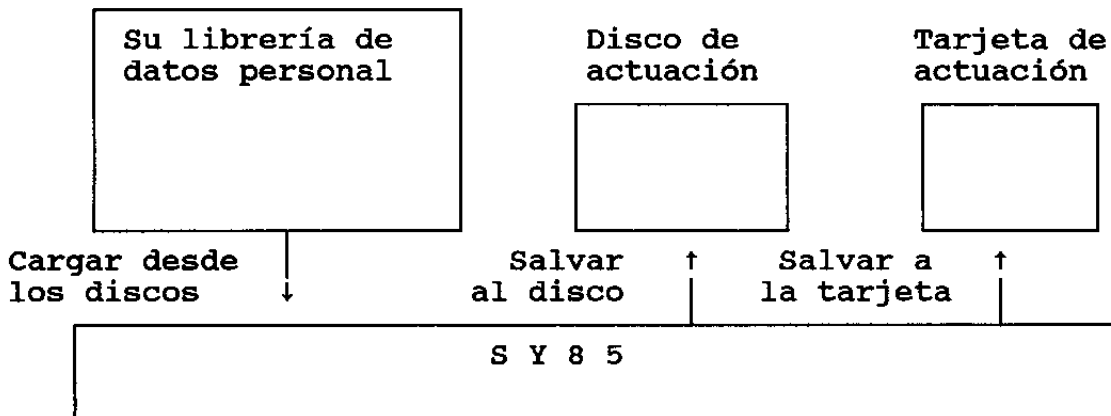 Su librería de
datos personal
Disco de
actuación
Tarjeta de
actuación
Cargar desde
los discos
Salvar
al disco
Salvar a
la tarjeta
S Y 8 5